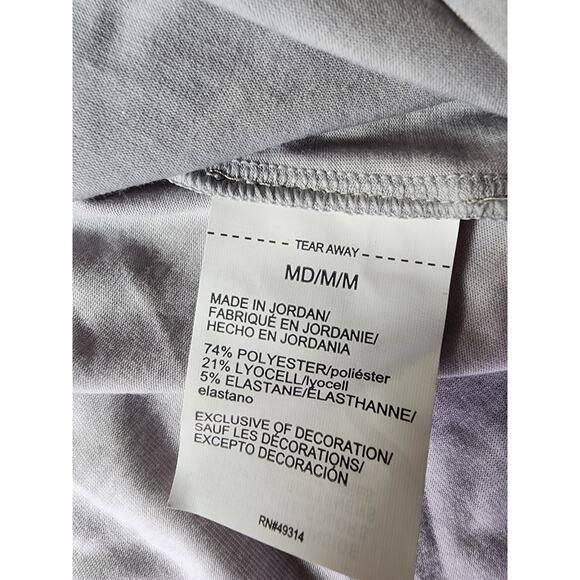 TEAR AWAY
MD/M/M
MADE IN JORDAN/
FABRIQUÉ EN JORDANIE/
HECHO EN JORDANIA
74% POLYESTER/poliéster
21% LYOCELL/lyocell
5% ELASTANE/ÉLASTHANNE/
elastano
EXCLUSIVE OF DECORATION/
SAUF LES DÉCORATIONS/
EXCEPTO DECORACIÓN
RN#49314